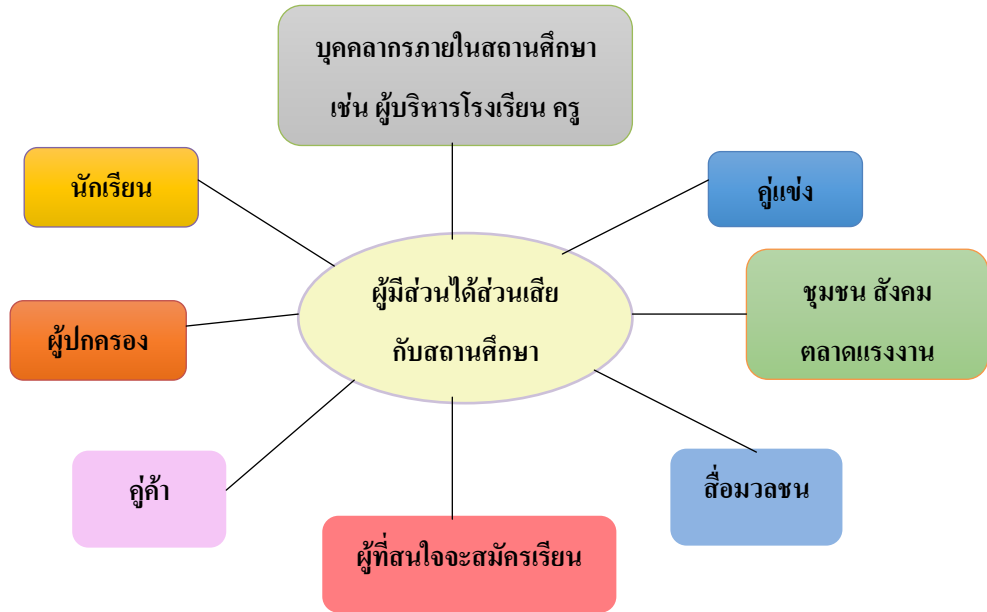 บุคคลากรภายในสถานศึกษา
เช่น ผู้บริหารโรงเรียน ครู
นักเรียน
คู่แข่ง
ผู้มีส่วนได้ส่วนเสีย
กับสถานศึกษา
ชุมชน สังคม
ตลาดแรงงาน
ผู้ปกครอง
คู่ค้า
สื่อมวลชน
ผู้ที่สนใจจะสมัครเรียน